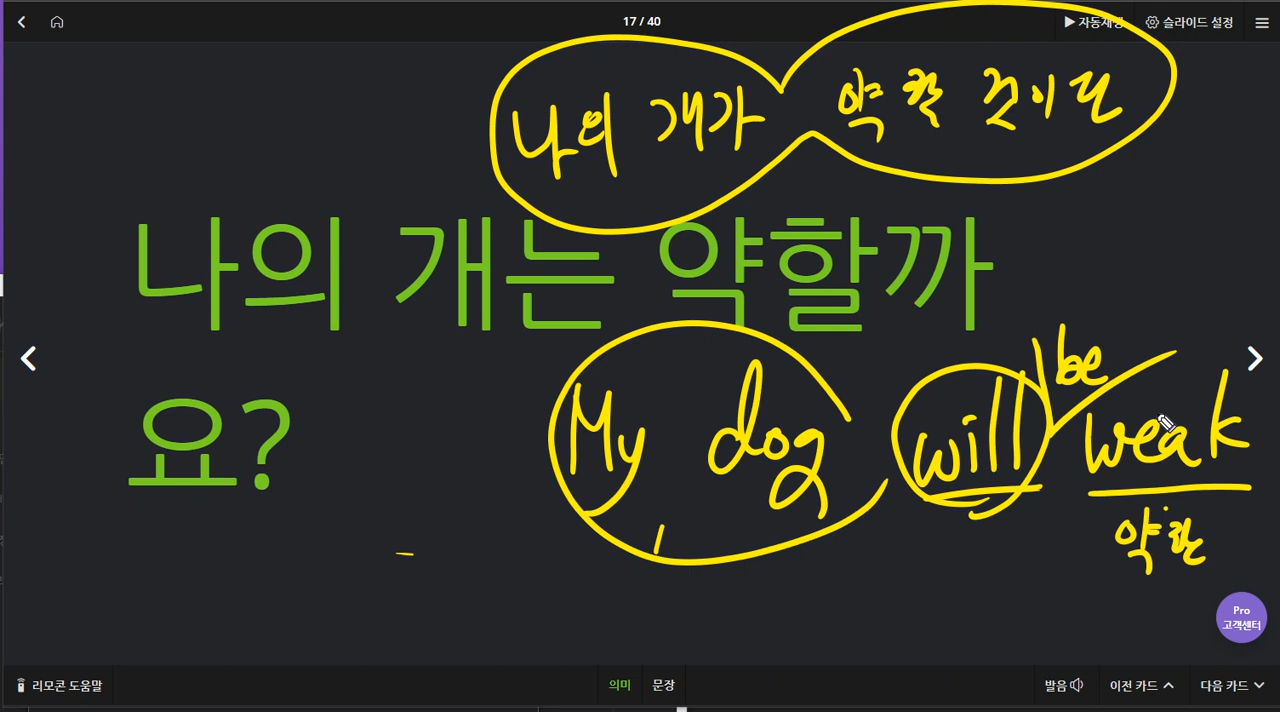 17 / 40
자동재생
슬라이드 설정
나의 개가 약할 것이다
나의 개는 약할까
요?
My dog will be weak
약한
Pro
고객센터
리모콘 도움말
의미
문장
발음
이전 카드
다음 카드